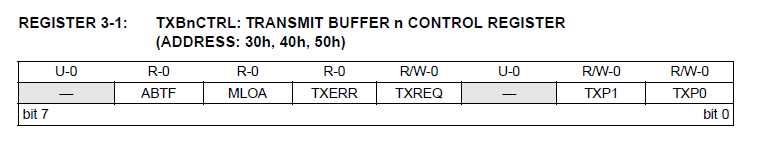 REGISTER 3-1: TXBnCTRL: TRANSMIT BUFFER n CONTROL REGISTER
(ADDRESS: 30h, 40h, 50h)
U-0 R-0 R-0 R-0 R/W-0 U-0 R/W-0 R/W-0
— ABTF MLOA TXERR TXREQ — TXP1 TXP0
bit 7 bit 0